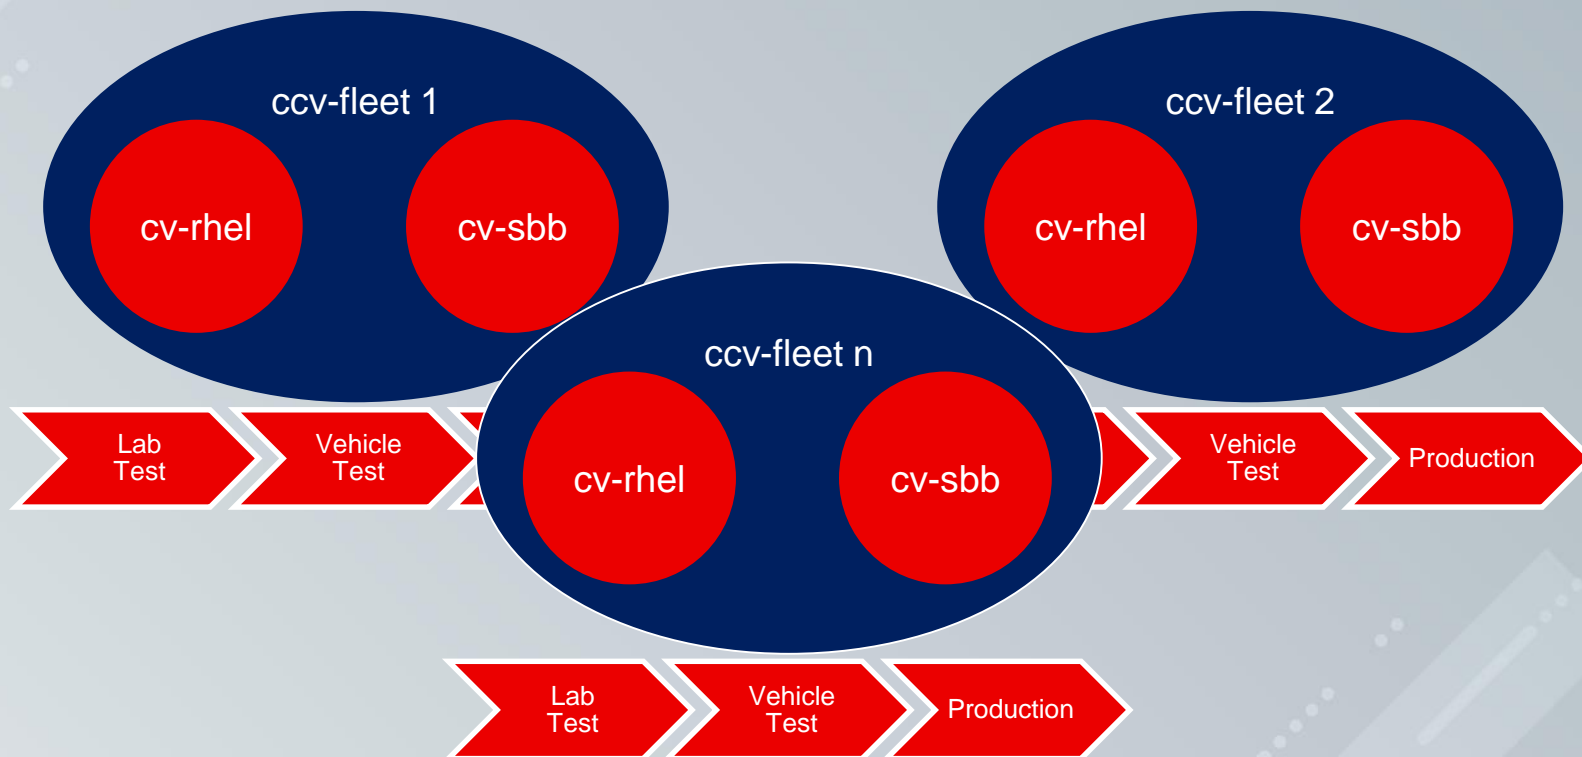 ccv-fleet 1
cv-rhel
cv-sbb
ccv-fleet 2
cv-rhel
cv-sbb
ccv-fleet n
cv-rhel
cv-sbb
Lab
Test
Vehicle
Test
Vehicle
Test
Production
Lab
Test
Vehicle
Test
Production